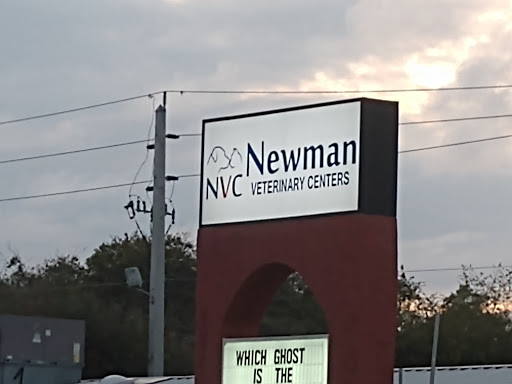 Newman
NVC VETERINARY CENTERS
WHICH GHOST
IS THE